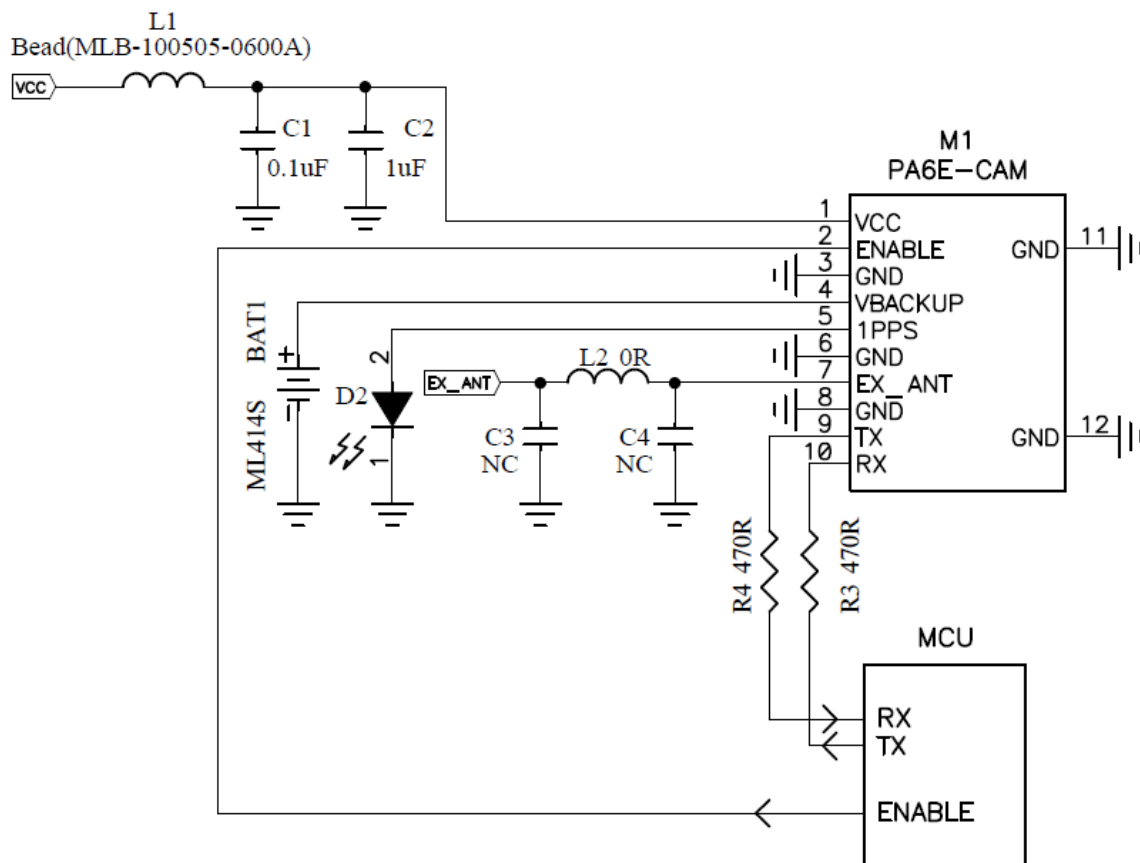 L1
Bead(MLB-100505-0600A)
VCC
C1
0.1uF
C2
1uF
M1
PA6E-CAM
1
VCC
2
ENABLE
3
GND
4
VBACKUP
5
1PPS
6
GND
7
EX_ANT
8
GND
9
TX
10
RX
GND
11
GND
12
BAT1
ML414S
+
2
D2
1
EX_ANT
L2 0R
C3
NC
C4
NC
R4 470R
R3 470R
MCU
RX
TX
ENABLE